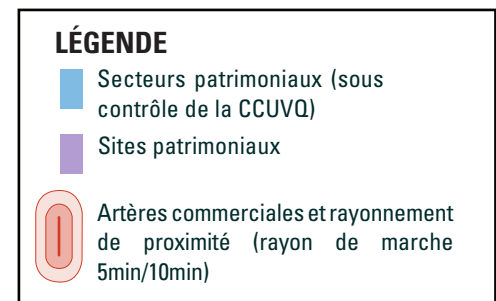 LÉGENDE
Secteurs patrimoniaux (sous
contrôle de la CCUVQ)
Sites patrimoniaux
Artères commerciales et rayonnement
de proximité (rayon de marche
5min/10min)